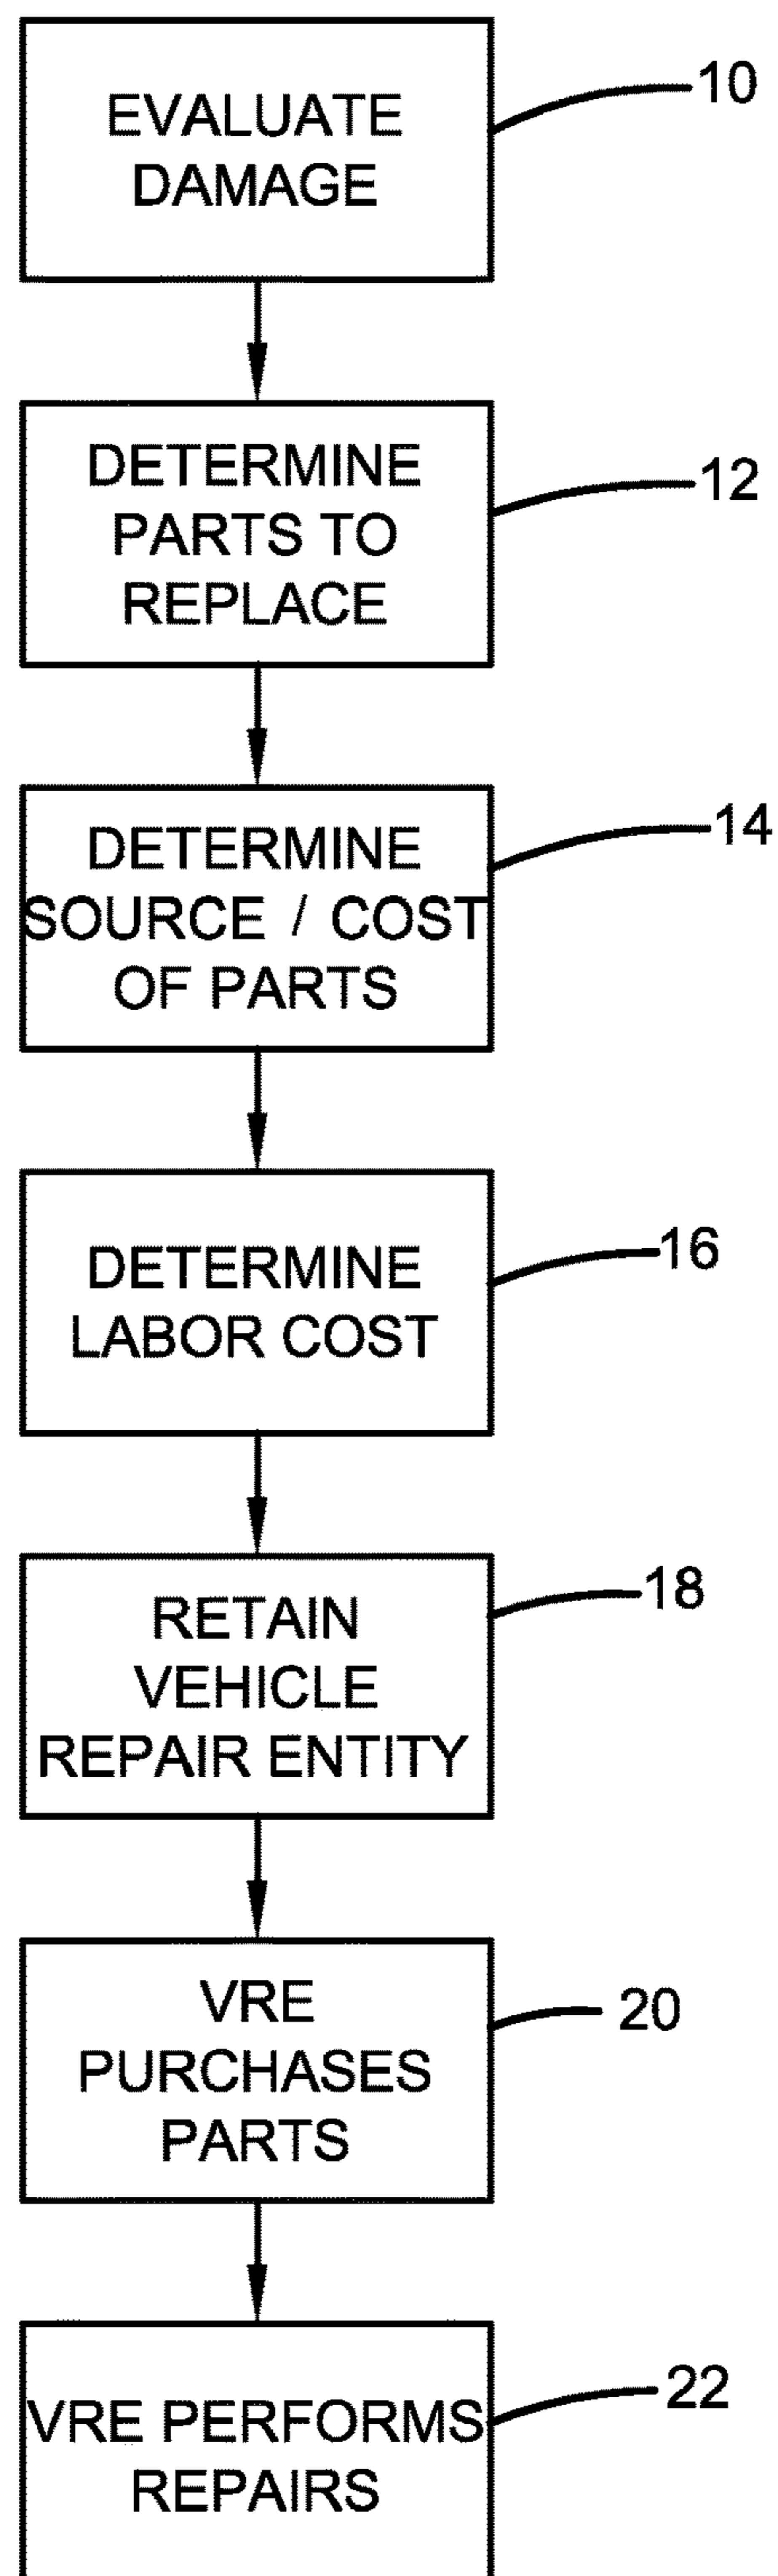 EVALUATE
DAMAGE
10
DETERMINE
PARTS TO
REPLACE
12
DETERMINE
SOURCE / COST
OF PARTS
14
DETERMINE
LABOR COST
16
RETAIN
VEHICLE
REPAIR ENTITY
18
VRE
PURCHASES
PARTS
20
VRE PERFORMS
REPAIRS
22